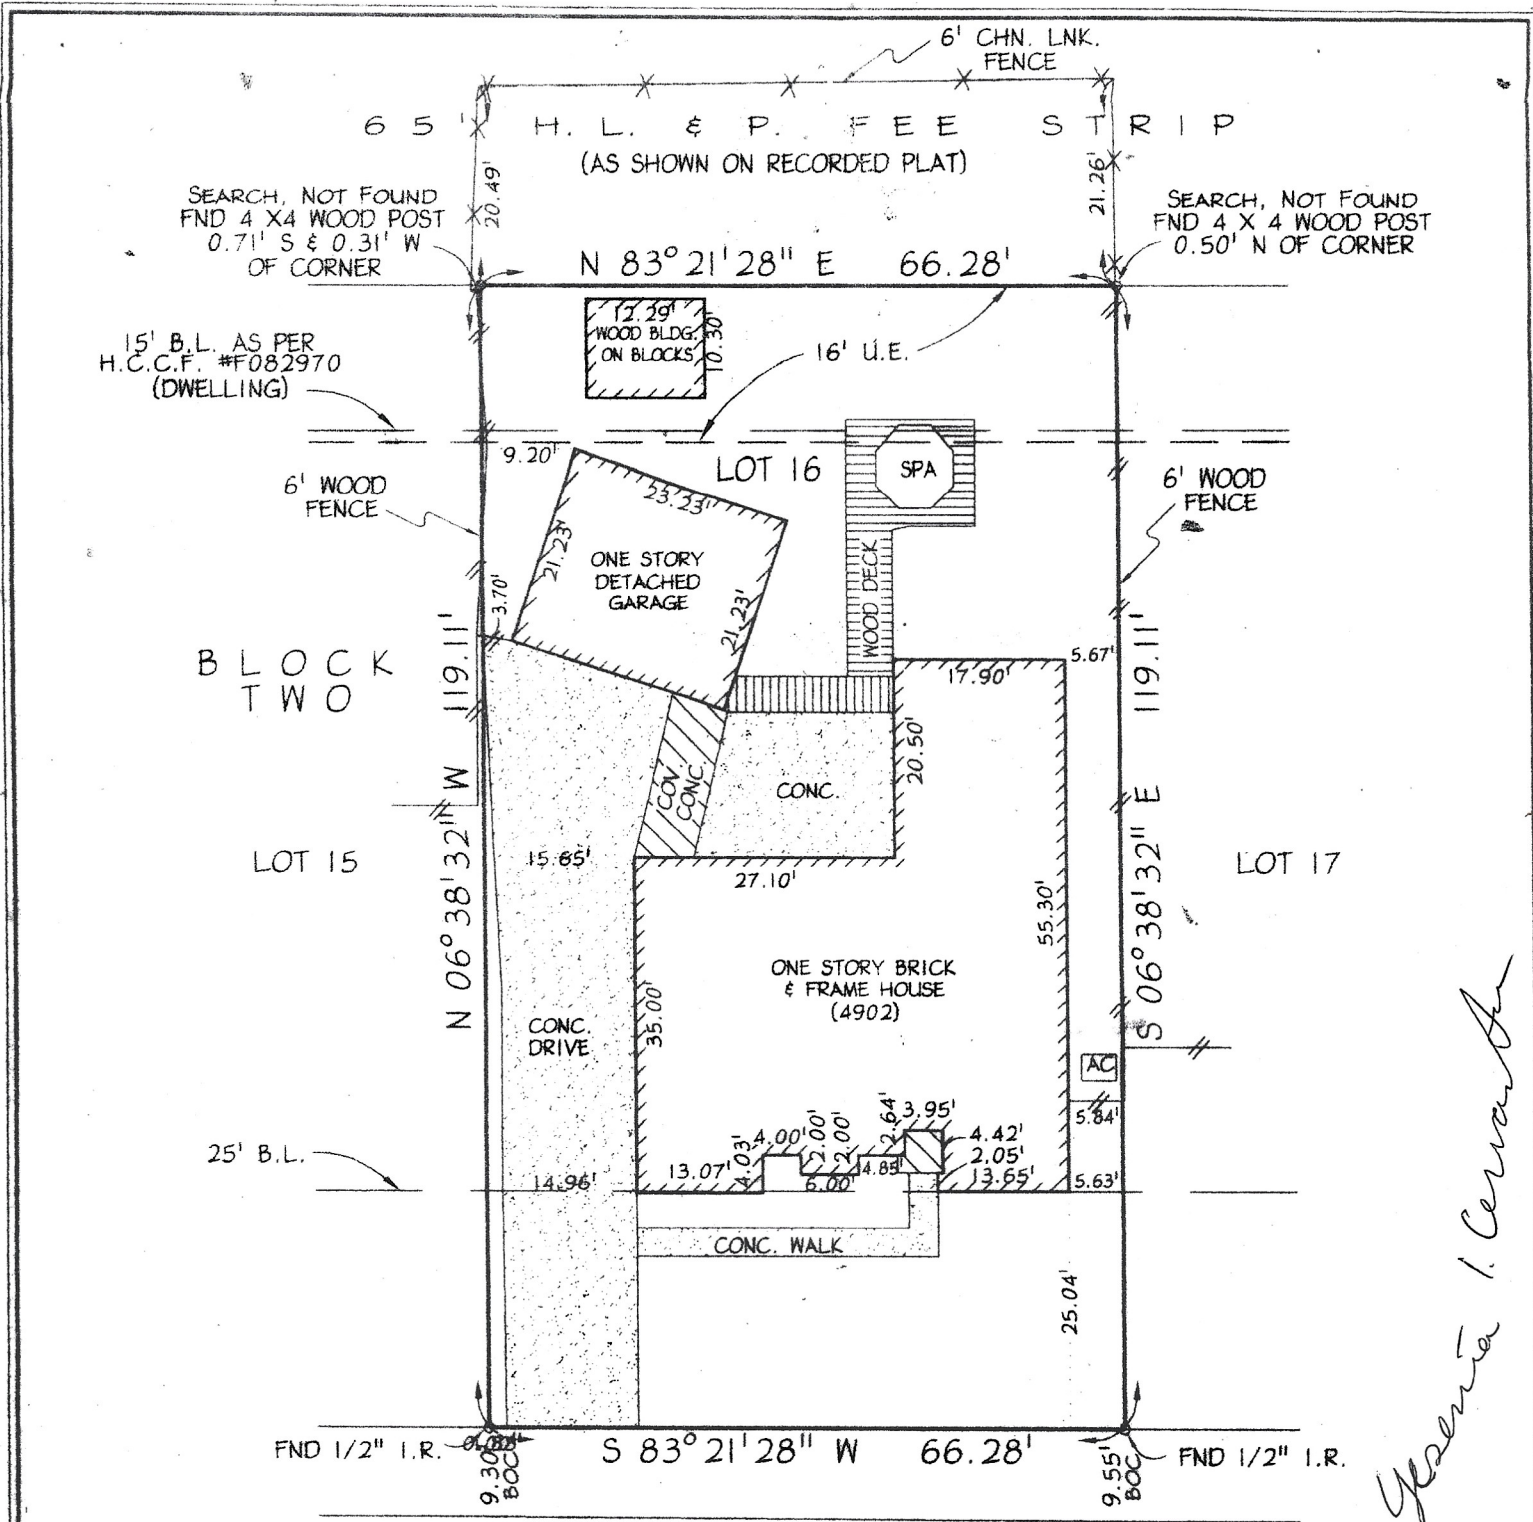 6' CHN. LNK.
FENCE
65' H. L. & P. FEE STRIP
(AS SHOWN ON RECORDED PLAT)
20.49'
21.26'
SEARCH, NOT FOUND
FND 4 X4 WOOD POST
0.71' S & 0.31' W
OF CORNER
SEARCH, NOT FOUND
FND 4 X 4 WOOD POST
0.50' N OF CORNER
N 83° 21' 28" E 66.28'
12.29'
WOOD BLDG.
ON BLOCKS
10.30'
16' U.E.
15' B.L. AS PER
H.C.C.F. #F082970
(DWELLING)
9.20'
LOT 16
SPA
6' WOOD
FENCE
6' WOOD
FENCE
23.23'
21.23'
ONE STORY
DETACHED
GARAGE
21.23'
3.70'
WOOD DECK
BLOCK
TWO
N 06° 38' 32" W 119.11'
S 06° 38' 32" E 119.11'
5.67'
17.90'
20.50'
COV.
CONC.
CONC.
LOT 15
15.85'
27.10'
LOT 17
55.30'
ONE STORY BRICK
& FRAME HOUSE
(4902)
35.00'
CONC.
DRIVE
AC
5.84'
4.03'
4.00'
2.00'
2.00'
2.64'
3.95'
4.42'
2.05'
25' B.L.
14.96'
13.07'
6.00'
4.85'
13.65'
5.63'
CONC. WALK
25.04'
FND 1/2" I.R.
S 83° 21' 28" W 66.28'
FND 1/2" I.R.
9.30'
BOC
9.55'
BOC
Yesenia I.